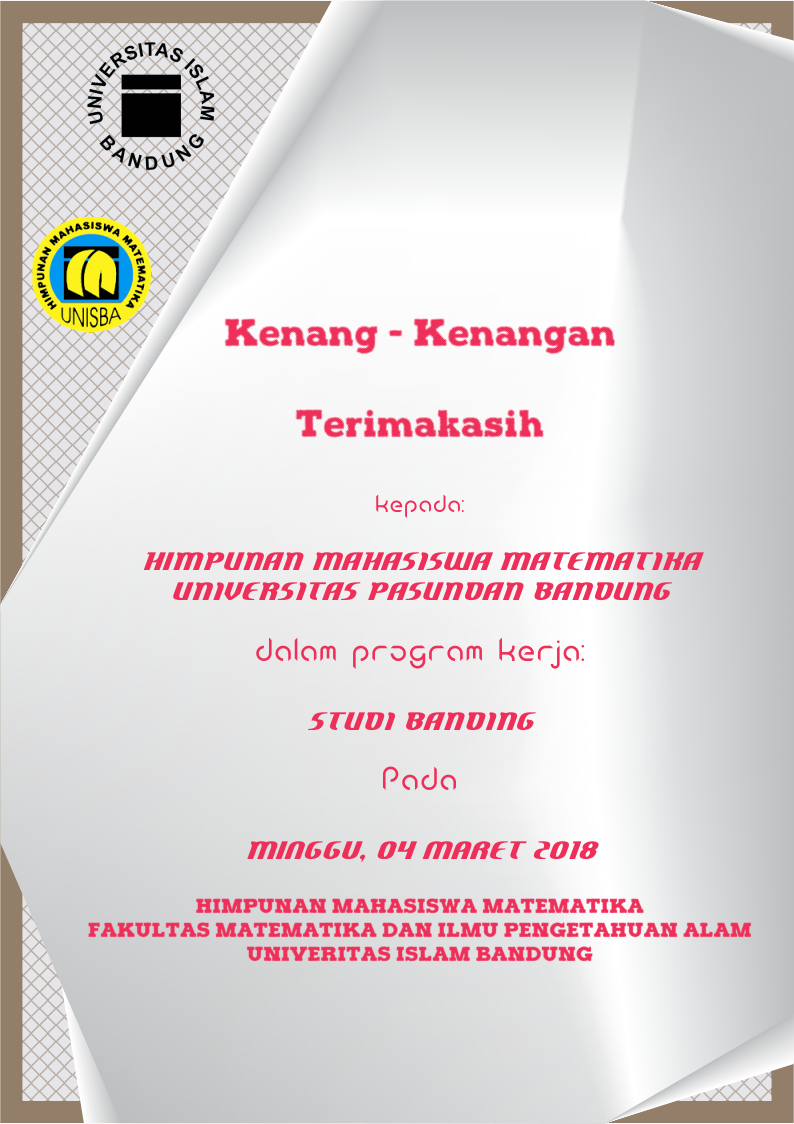 UNIVERSITAS ISLAM
BANDUNG
HIMPUNAN MAHASISWA MATEMATIKA
UNISBA
Kenang - Kenangan
Terimakasih
kepada:
HIMPUNAN MAHASISWA MATEMATIKA
UNIVERSITAS PASUNDAN BANDUNG
dalam program kerja:
STUDI BANDING
Pada
MINGGU, 04 MARET 2018
HIMPUNAN MAHASISWA MATEMATIKA
FAKULTAS MATEMATIKA DAN ILMU PENGETAHUAN ALAM
UNIVERITAS ISLAM BANDUNG